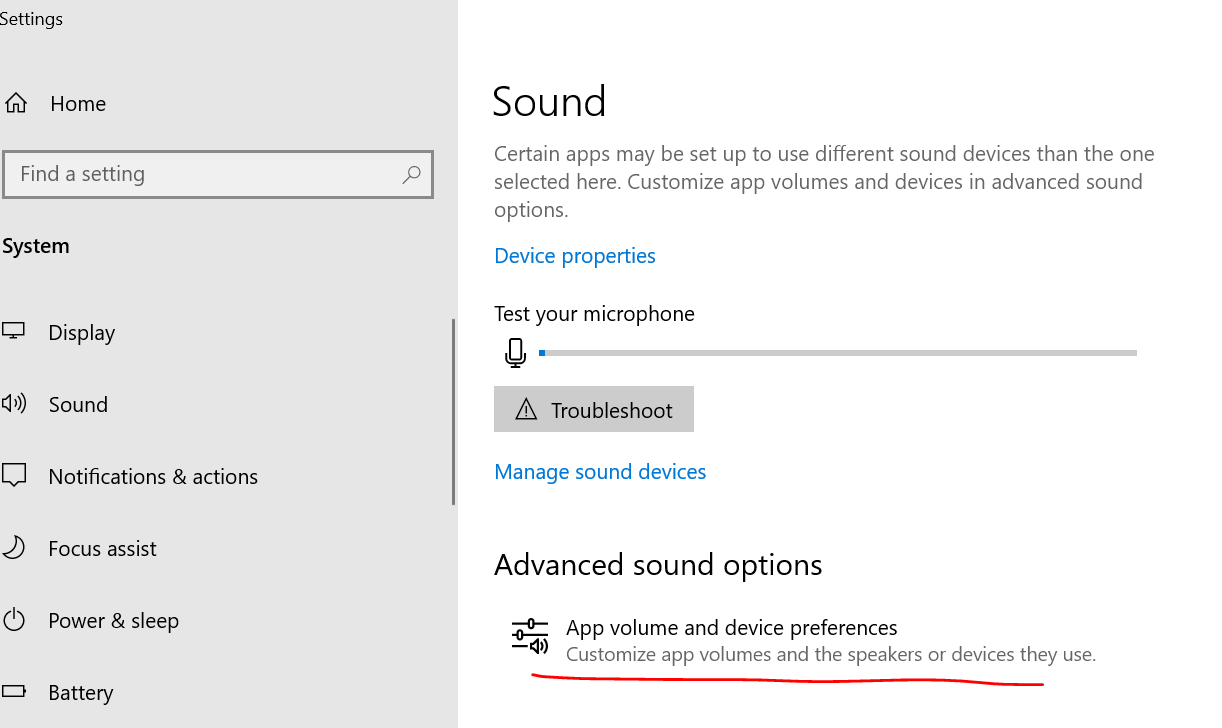 Settings
Home
Find a setting
System
Display
Sound
Notifications & actions
Focus assist
Power & sleep
Battery
Sound
Certain apps may be set up to use different sound devices than the one
selected here. Customize app volumes and devices in advanced sound
options.
Device properties
Test your microphone
Troubleshoot
Manage sound devices
Advanced sound options
App volume and device preferences
Customize app volumes and the speakers or devices they use.